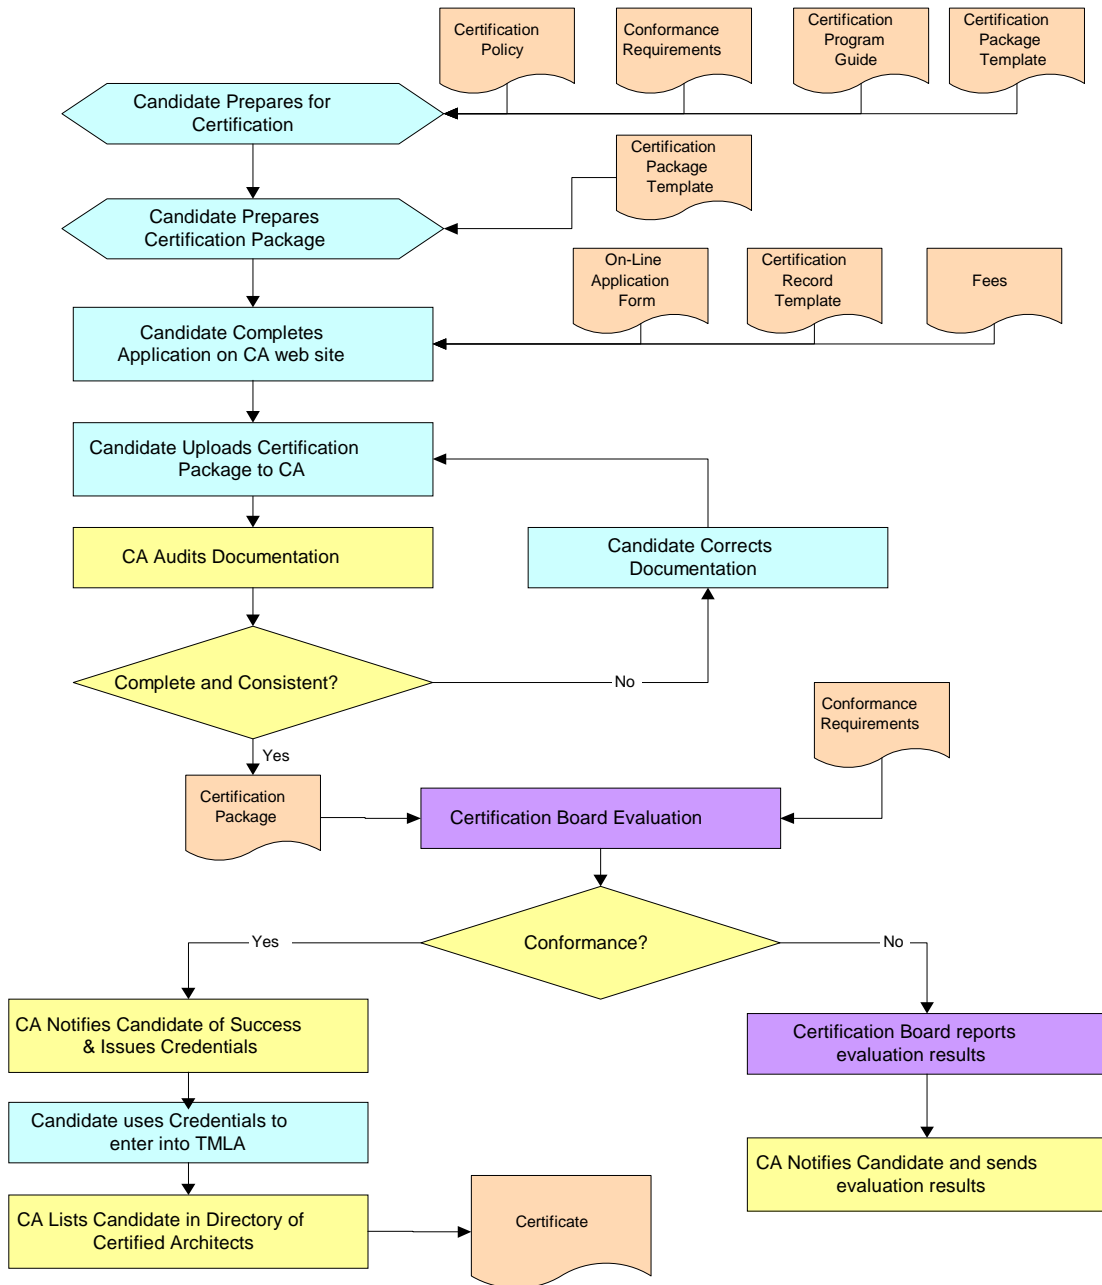 Certification
Policy
Conformance
Requirements
Certification
Program
Guide
Certification
Package
Template
Candidate Prepares for
Certification
Certification
Package
Template
Candidate Prepares
Certification Package
On-Line
Application
Form
Certification
Record
Template
Fees
Candidate Completes
Application on CA web site
Candidate Uploads Certification
Package to CA
CA Audits Documentation
Candidate Corrects
Documentation
Complete and Consistent?
No
Conformance
Requirements
Yes
Certification
Package
Certification Board Evaluation
Conformance?
Yes
No
CA Notifies Candidate of Success
& Issues Credentials
Certification Board reports
evaluation results
Candidate uses Credentials to
enter into TMLA
CA Notifies Candidate and sends
evaluation results
CA Lists Candidate in Directory of
Certified Architects
Certificate